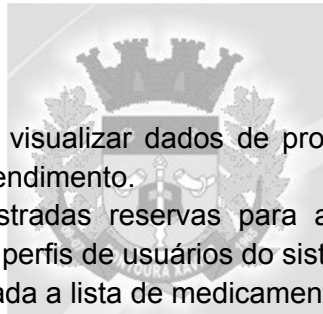 visualizar dados de pro
endimento.
stradas reservas para a
perfis de usuários do sist
ada a lista de medicamen